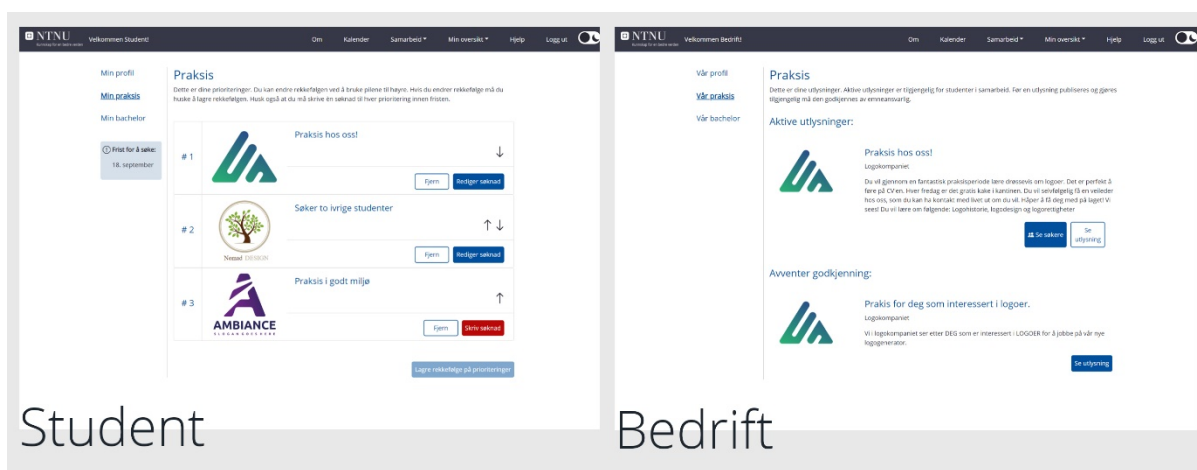 NTNU
Velkommen Student!
Om
Kalender
Samarbeid
Min oversikt
Hjelp
Logg ut
Min profil
Min praksis
Min bachelor
Frist for å søke:
18. september
Praksis
Dette er dine prioriteringer. Du kan endre rekkefølgen ved å bruke pilene til høyre. Hvis du endrer rekkefølge må du
huske å lagre rekkefølgen. Husk også at du må skrive én søknad til hver prioritering innen fristen.
# 1
Praksis hos oss!
Fjern
Rediger søknad
# 2
Nomad DESIGN
Søker to ivrige studenter
Fjern
Rediger søknad
# 3
AMBIANCE
Praksis i godt miljø
Fjern
Skriv søknad
Lagre rekkefølge på prioriteringer
Student
NTNU
Velkommen Bedrift!
Om
Kalender
Samarbeid
Min oversikt
Hjelp
Logg ut
Vår profil
Vår praksis
Vår bachelor
Praksis
Dette er dine utlysninger. Aktive utlysninger er tilgjengelig for studenter i samarbeid. Før en utlysning publiseres og gjøres
tilgjengelig må den godkjennes av emneansvarlig.
Aktive utlysninger:
Praksis hos oss!
Logokompaniet
Du vil gjennom en fantastisk praksisperiode lære dressevis om logoer. Det er perfekt å
føre på CV'en. Hver fredag er det gratis kake i kantinen. Du vil selvfølgelig få en veileder
hos oss, som du kan ha kontakt med livet ut om du vil. Håper å få deg med på laget! Vi
sees! Du vil lære om følgende: Logohistorie, logodesign og logorettigheter
Se søkere
Se
utlysning
Avventer godkjenning:
Prakis for deg som interessert i logoer.
Logokompaniet
Vi i logokompaniet ser etter DEG som er interessert i LOGOER for å jobbe på vår nye
logogenerator.
Se utlysning
Bedrift